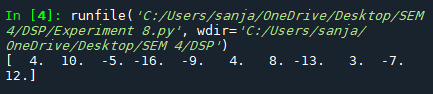 In [4]: runfile('C:/Users/sanja/OneDrive/Desktop/SEM
4/DSP/Experiment 8.py', wdir='C:/Users/sanja/
OneDrive/Desktop/SEM 4/DSP')
[  4.  10.  -5. -16.  -9.   4.   8. -13.   3.  -7.
12.]